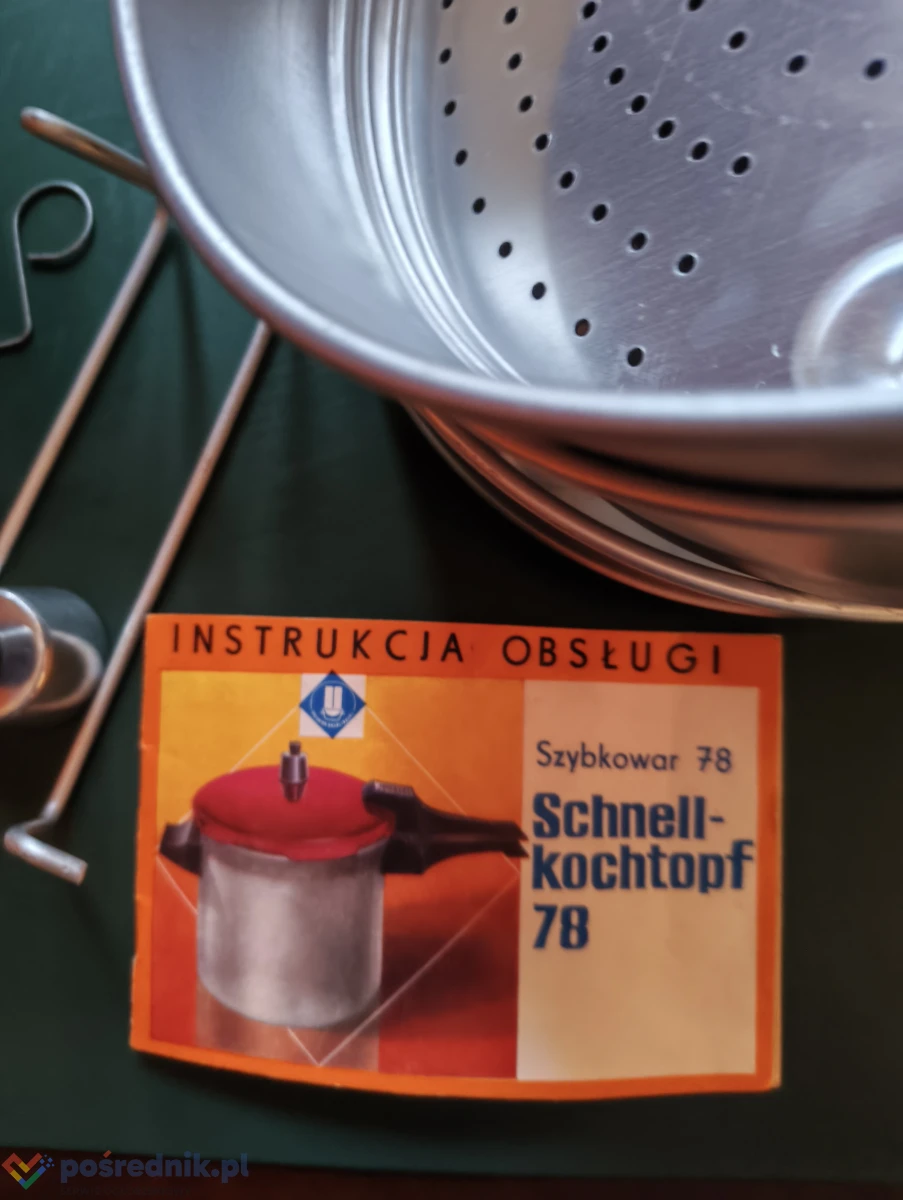 INSTRUKCJA OBSŁUGI
Szybkowar 78
Schnell-
kochtopf
78
pośrednik.pl